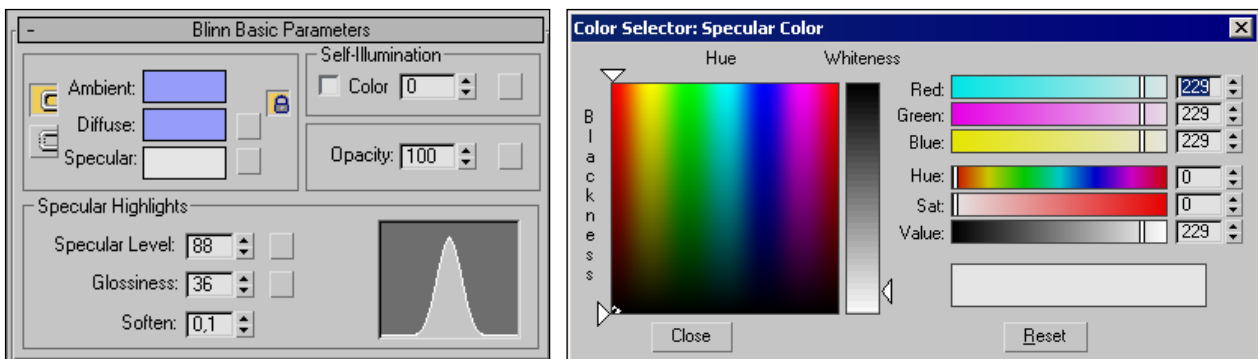 - Blinn Basic Parameters
Self-Illumination
Ambient:
Color 0
Diffuse:
Specular:
Opacity: 100
Specular Highlights
Specular Level: 88
Glossiness: 36
Soften: 0,1
Color Selector: Specular Color
Hue Whiteness
Blackness
Red: 229
Green: 229
Blue: 229
Hue: 0
Sat: 0
Value: 229
Close Reset